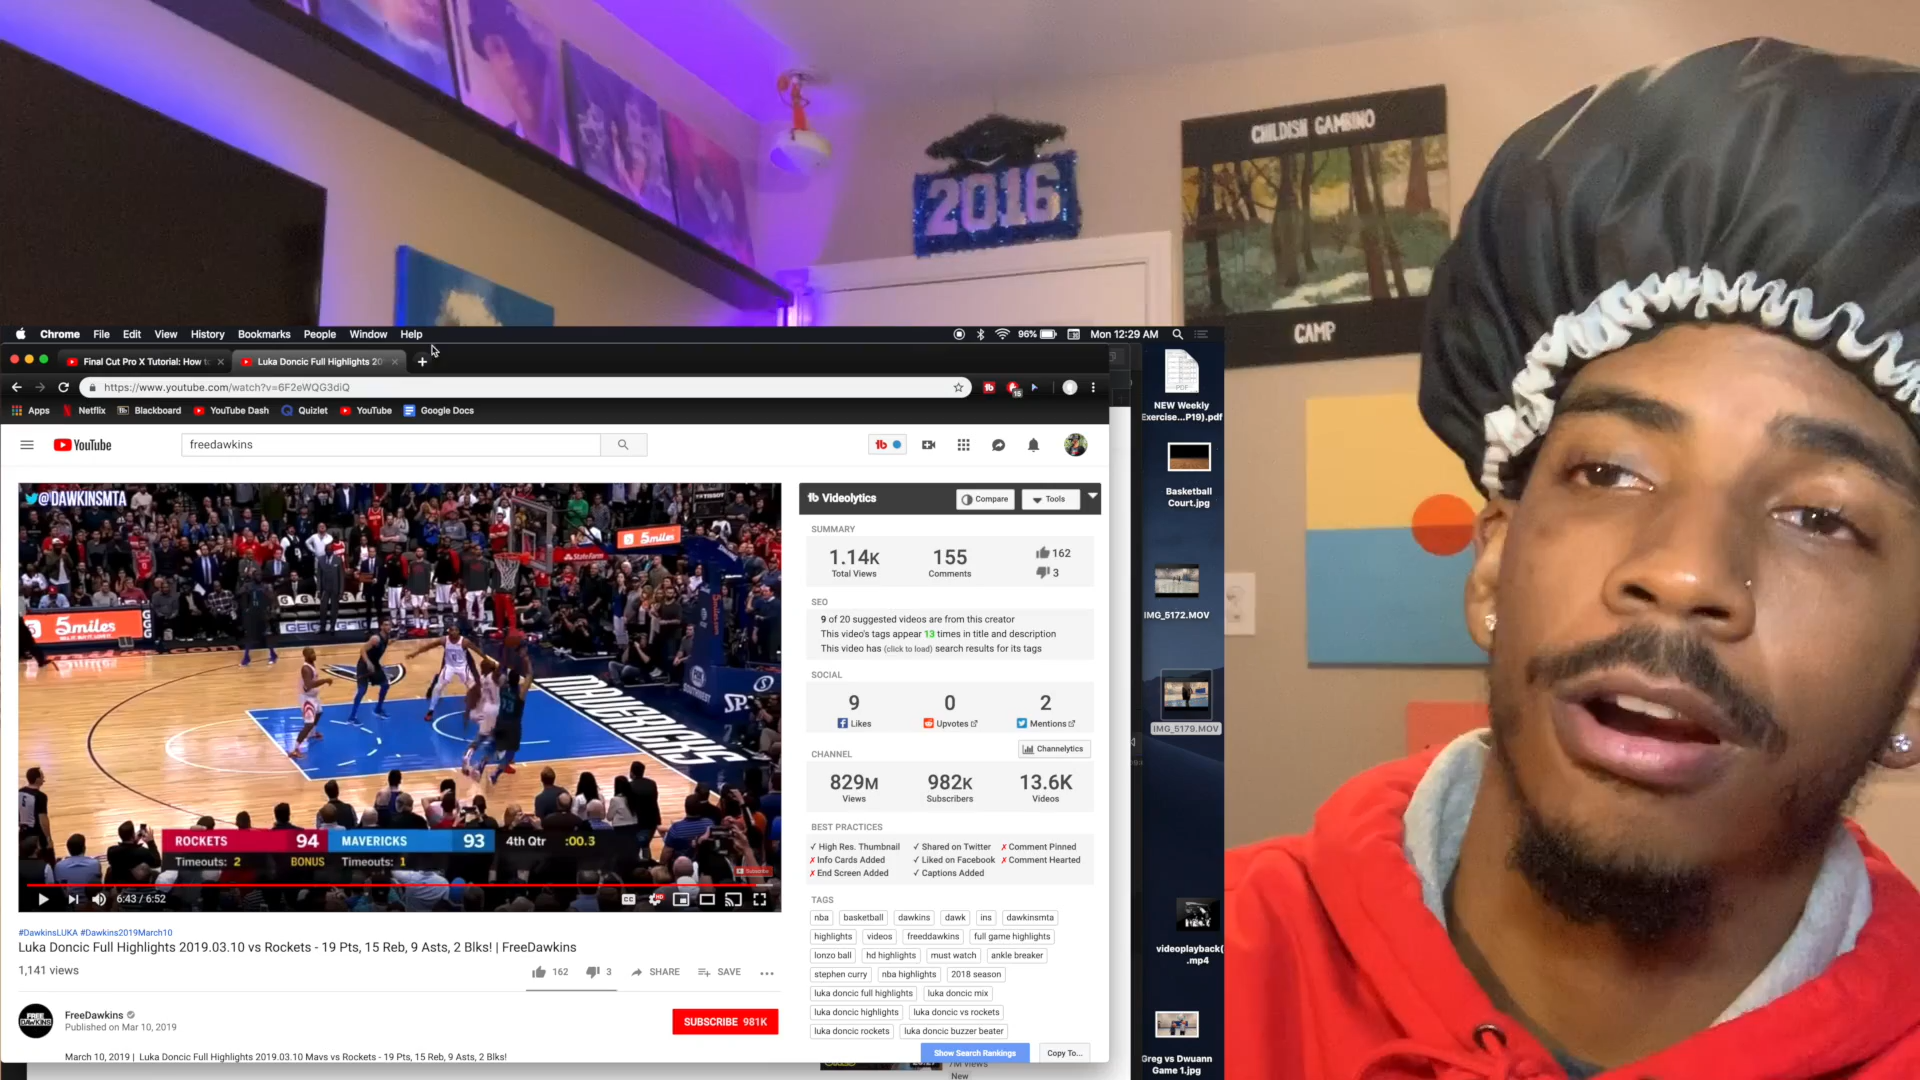 2016
CHILDISH GAMBINO
CAMP
Chrome File Edit View History Bookmarks People Window Help
96% Mon 12:29 AM
Final Cut Pro X Tutorial: How t
Luka Doncic Full Highlights 20
https://www.youtube.com/watch?v=6F2eWQG3diQ
Apps Netflix Blackboard YouTube Dash Quizlet YouTube Google Docs
YouTube
freedawkins
@DAWKINSMTA
5miles
StateFarm
GEICO
5miles
MAVERICKS
ROCKETS 94 MAVERICKS 93 4th Qtr :00.3
Timeouts: 2 BONUS Timeouts: 1
Subscribe
6:43 / 6:52
#DawkinsLUKA #Dawkins2019March10
Luka Doncic Full Highlights 2019.03.10 vs Rockets - 19 Pts, 15 Reb, 9 Asts, 2 Blks! | FreeDawkins
1,141 views
162 3 SHARE SAVE
FREE DAWKINS
FreeDawkins
Published on Mar 10, 2019
SUBSCRIBE 981K
March 10, 2019 | Luka Doncic Full Highlights 2019.03.10 Mavs vs Rockets - 19 Pts, 15 Reb, 9 Asts, 2 Blks!
tb Videolytics Compare Tools
SUMMARY
1.14K 155 162
Total Views Comments 3
SEO
9 of 20 suggested videos are from this creator
This video's tags appear 13 times in title and description
This video has (click to load) search results for its tags
SOCIAL
9 0 2
Likes Upvotes Mentions
CHANNEL Channelytics
829M 982K 13.6K
Views Subscribers Videos
BEST PRACTICES
✓ High Res. Thumbnail ✓ Shared on Twitter ✗ Comment Pinned
✗ Info Cards Added ✓ Liked on Facebook ✗ Comment Hearted
✗ End Screen Added ✓ Captions Added
TAGS
nba basketball dawkins dawk ins dawkinsmta
highlights videos freeddawkins full game highlights
lonzo ball hd highlights must watch ankle breaker
stephen curry nba highlights 2018 season
luka doncic full highlights luka doncic mix
luka doncic highlights luka doncic vs rockets
luka doncic rockets luka doncic buzzer beater
Show Search Rankings Copy To...
New
NEW Weekly
Exercise...P19).pdf
Basketball
Court.jpg
IMG_5172.MOV
IMG_5179.MOV
videoplayback(
.mp4
Greg vs Dwuann
Game 1.jpg